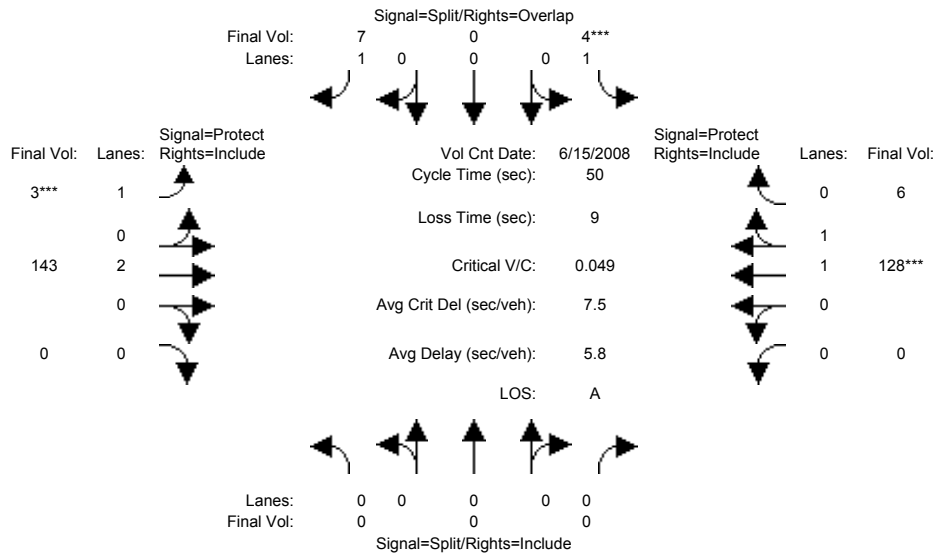 Signal=Split/Rights=Overlap
Final Vol: 7 0 4***
Lanes: 1 0 0 0 1
Signal=Protect
Final Vol: Lanes: Rights=Include
Vol Cnt Date: 6/15/2008
Signal=Protect
Rights=Include Lanes: Final Vol:
Cycle Time (sec): 50
3*** 1
0 6
Loss Time (sec): 9
0
1
143 2
Critical V/C: 0.049
1 128***
0
Avg Crit Del (sec/veh): 7.5
0
0 0
Avg Delay (sec/veh): 5.8
0 0
LOS: A
Lanes: 0 0 0 0 0
Final Vol: 0 0 0
Signal=Split/Rights=Include